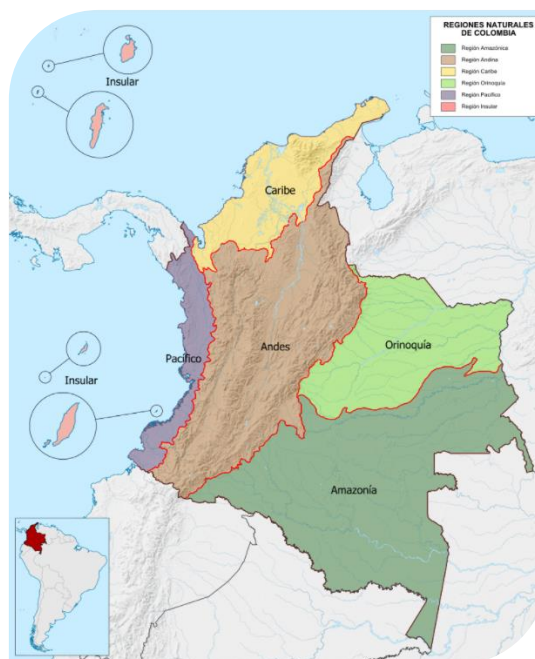 REGIONES NATURALES
DE COLOMBIA
Región Amazónica
Región Andina
Región Caribe
Región Orinoquía
Región Pacífico
Región Insular
Insular
Caribe
Pacífico
Andes
Orinoquía
Insular
Amazonía